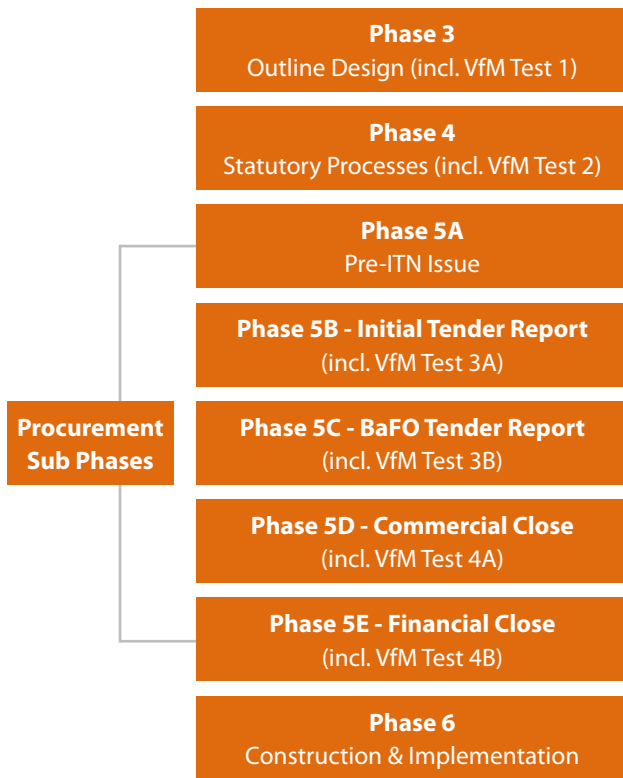 Phase 3
Outline Design (incl. VfM Test 1)
Phase 4
Statutory Processes (incl. VfM Test 2)
Phase 5A
Pre-ITN Issue
Phase 5B - Initial Tender Report
(incl. VfM Test 3A)
Procurement
Sub Phases
Phase 5C - BaFO Tender Report
(incl. VfM Test 3B)
Phase 5D - Commercial Close
(incl. VfM Test 4A)
Phase 5E - Financial Close
(incl. VfM Test 4B)
Phase 6
Construction & Implementation